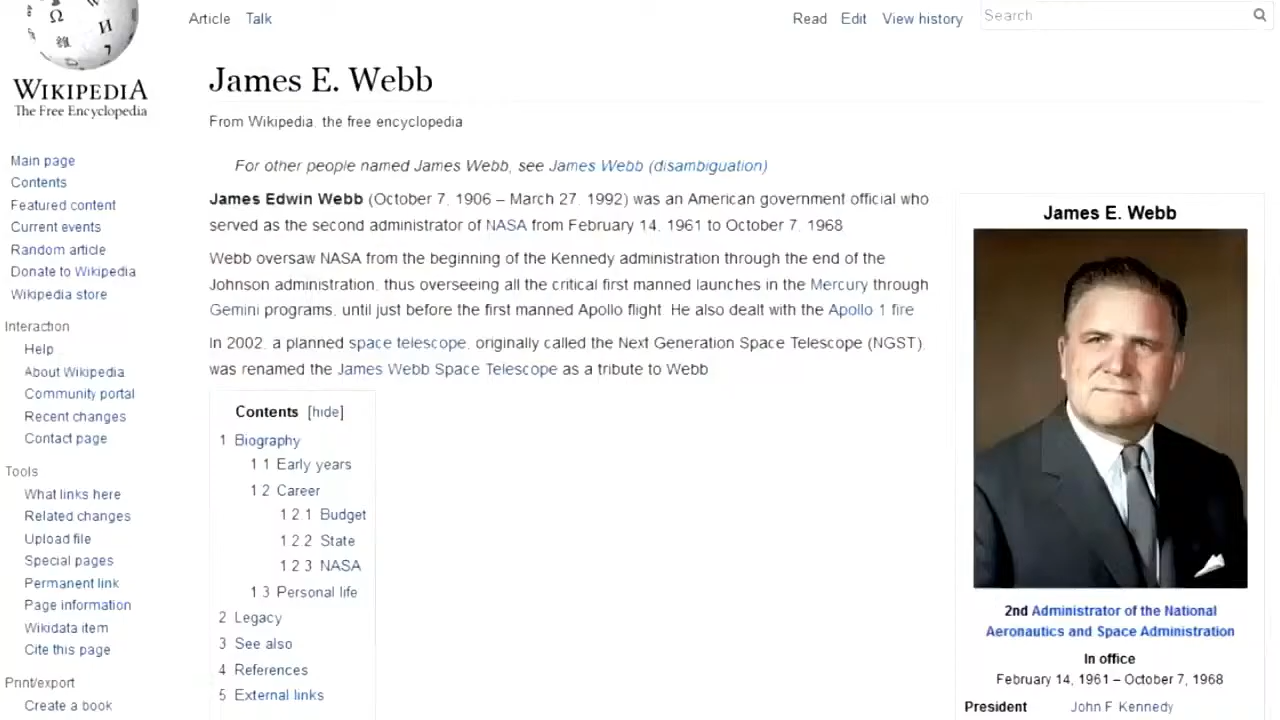 Article Talk
Read Edit View history Search
WIKIPEDIA
The Free Encyclopedia
Main page
Contents
Featured content
Current events
Random article
Donate to Wikipedia
Wikipedia store
Interaction
Help
About Wikipedia
Community portal
Recent changes
Contact page
Tools
What links here
Related changes
Upload file
Special pages
Permanent link
Page information
Wikidata item
Cite this page
Print/export
Create a book
James E. Webb
From Wikipedia, the free encyclopedia
For other people named James Webb, see James Webb (disambiguation)
James Edwin Webb (October 7, 1906 – March 27, 1992) was an American government official who
served as the second administrator of NASA from February 14, 1961 to October 7, 1968
Webb oversaw NASA from the beginning of the Kennedy administration through the end of the
Johnson administration, thus overseeing all the critical first manned launches in the Mercury through
Gemini programs, until just before the first manned Apollo flight. He also dealt with the Apollo 1 fire
In 2002, a planned space telescope, originally called the Next Generation Space Telescope (NGST),
was renamed the James Webb Space Telescope as a tribute to Webb
Contents [hide]
1 Biography
1 1 Early years
1 2 Career
1 2 1 Budget
1 2 2 State
1 2 3 NASA
1 3 Personal life
2 Legacy
3 See also
4 References
5 External links
James E. Webb
2nd Administrator of the National
Aeronautics and Space Administration
In office
February 14, 1961 – October 7, 1968
President John F Kennedy